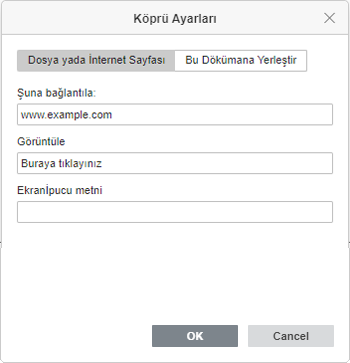 Köprü Ayarları
Dosya yada İnternet Sayfası
Bu Dökümana Yerleştir
Şuna bağlantıla:
www.example.com
Görüntüle
Buraya tıklayınız
Ekranİpucu metni
OK
Cancel